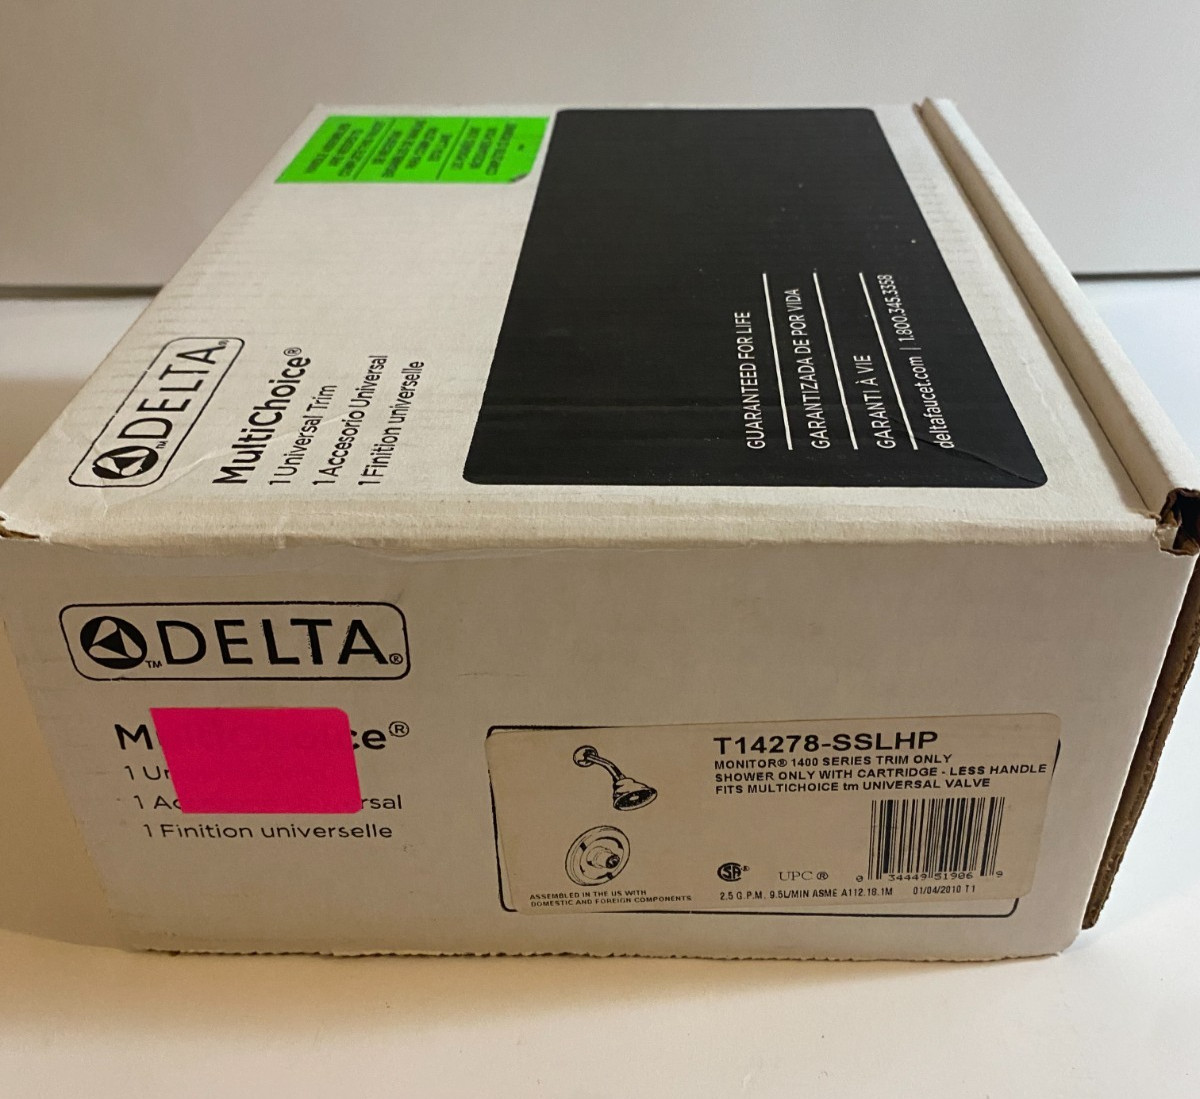 DELTA®
™
MultiChoice®
1 Universal Trim
1 Accesorio Universal
1 Finition universelle
GUARANTEED FOR LIFE
GARANTIZADA DE POR VIDA
GARANTI À VIE
deltafaucet.com | 1.800.345.3358
™DELTA®
M ce®
1 Un
1 Ac rsal
1 Finition universelle
T14278-SSLHP
MONITOR® 1400 SERIES TRIM ONLY
SHOWER ONLY WITH CARTRIDGE - LESS HANDLE
FITS MULTICHOICE tm UNIVERSAL VALVE
ASSEMBLED IN THE US WITH
DOMESTIC AND FOREIGN COMPONENTS
SA®
UPC®
0 34449 51906 9
2.5 G.P.M. 9.5L/MIN ASME A112.18.1M
01/04/2010 T1